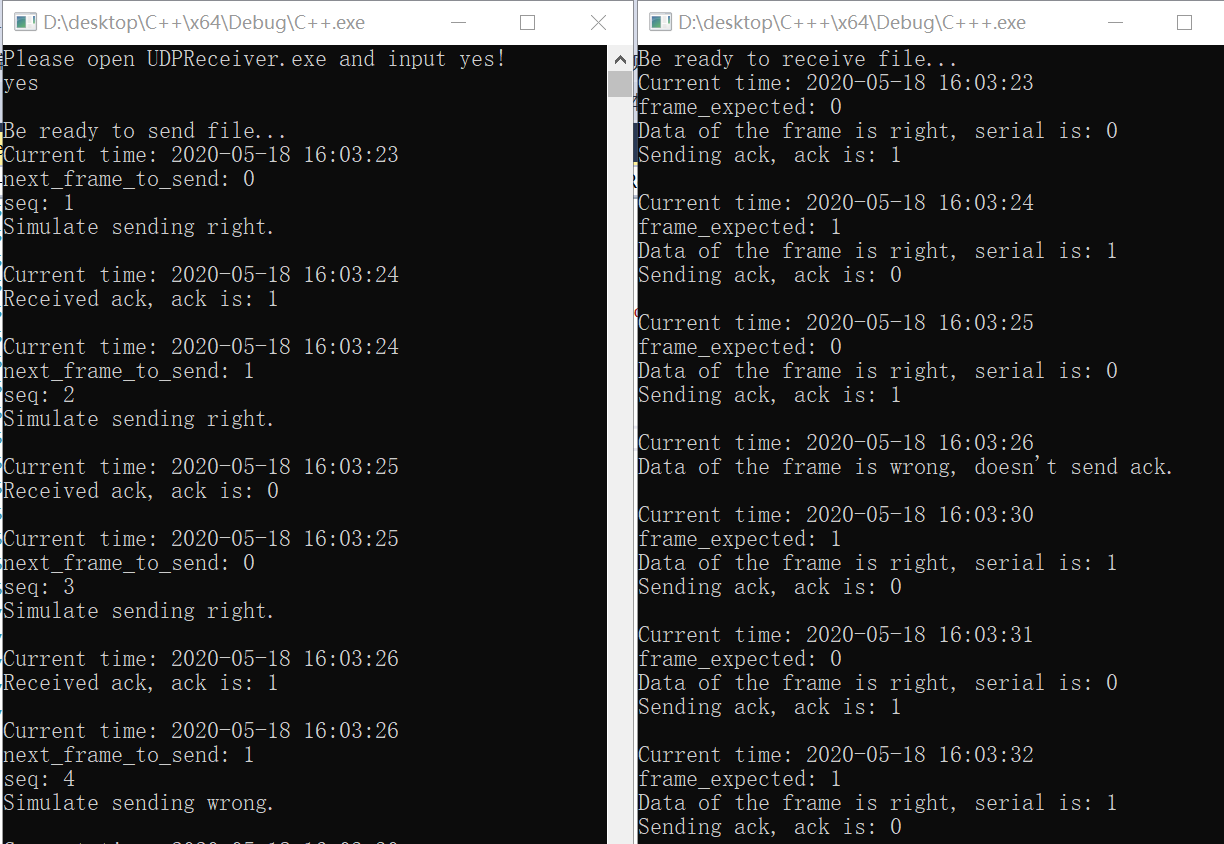 D:\desktop\C++\x64\Debug\C++.exe
Please open UDPReceiver.exe and input yes!
yes
Be ready to send file...
Current time: 2020-05-18 16:03:23
next_frame_to_send: 0
seq: 1
Simulate sending right.
Current time: 2020-05-18 16:03:24
Received ack, ack is: 1
Current time: 2020-05-18 16:03:24
next_frame_to_send: 1
seq: 2
Simulate sending right.
Current time: 2020-05-18 16:03:25
Received ack, ack is: 0
Current time: 2020-05-18 16:03:25
next_frame_to_send: 0
seq: 3
Simulate sending right.
Current time: 2020-05-18 16:03:26
Received ack, ack is: 1
Current time: 2020-05-18 16:03:26
next_frame_to_send: 1
seq: 4
Simulate sending wrong.
D:\desktop\C+++\x64\Debug\C+++.exe
Be ready to receive file...
Current time: 2020-05-18 16:03:23
frame_expected: 0
Data of the frame is right, serial is: 0
Sending ack, ack is: 1
Current time: 2020-05-18 16:03:24
frame_expected: 1
Data of the frame is right, serial is: 1
Sending ack, ack is: 0
Current time: 2020-05-18 16:03:25
frame_expected: 0
Data of the frame is right, serial is: 0
Sending ack, ack is: 1
Current time: 2020-05-18 16:03:26
Data of the frame is wrong, doesn't send ack.
Current time: 2020-05-18 16:03:30
frame_expected: 1
Data of the frame is right, serial is: 1
Sending ack, ack is: 0
Current time: 2020-05-18 16:03:31
frame_expected: 0
Data of the frame is right, serial is: 0
Sending ack, ack is: 1
Current time: 2020-05-18 16:03:32
frame_expected: 1
Data of the frame is right, serial is: 1
Sending ack, ack is: 0